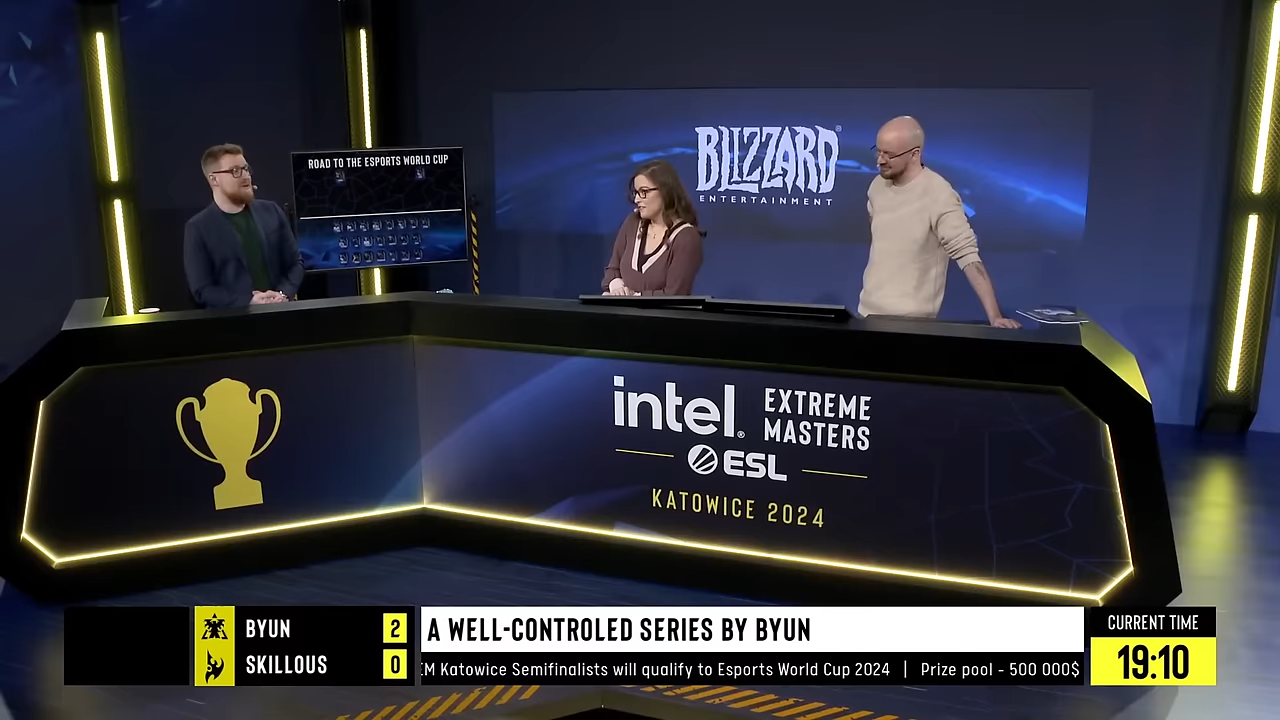 ROAD TO THE ESPORTS WORLD CUP
BLIZZARD®
ENTERTAINMENT
intel® EXTREME
MASTERS
ESL
KATOWICE 2024
BYUN 2
SKILLOUS 0
A WELL-CONTROLED SERIES BY BYUN
Katowice Semifinalists will qualify to Esports World Cup 2024 | Prize pool - 500 000$
CURRENT TIME
19:10